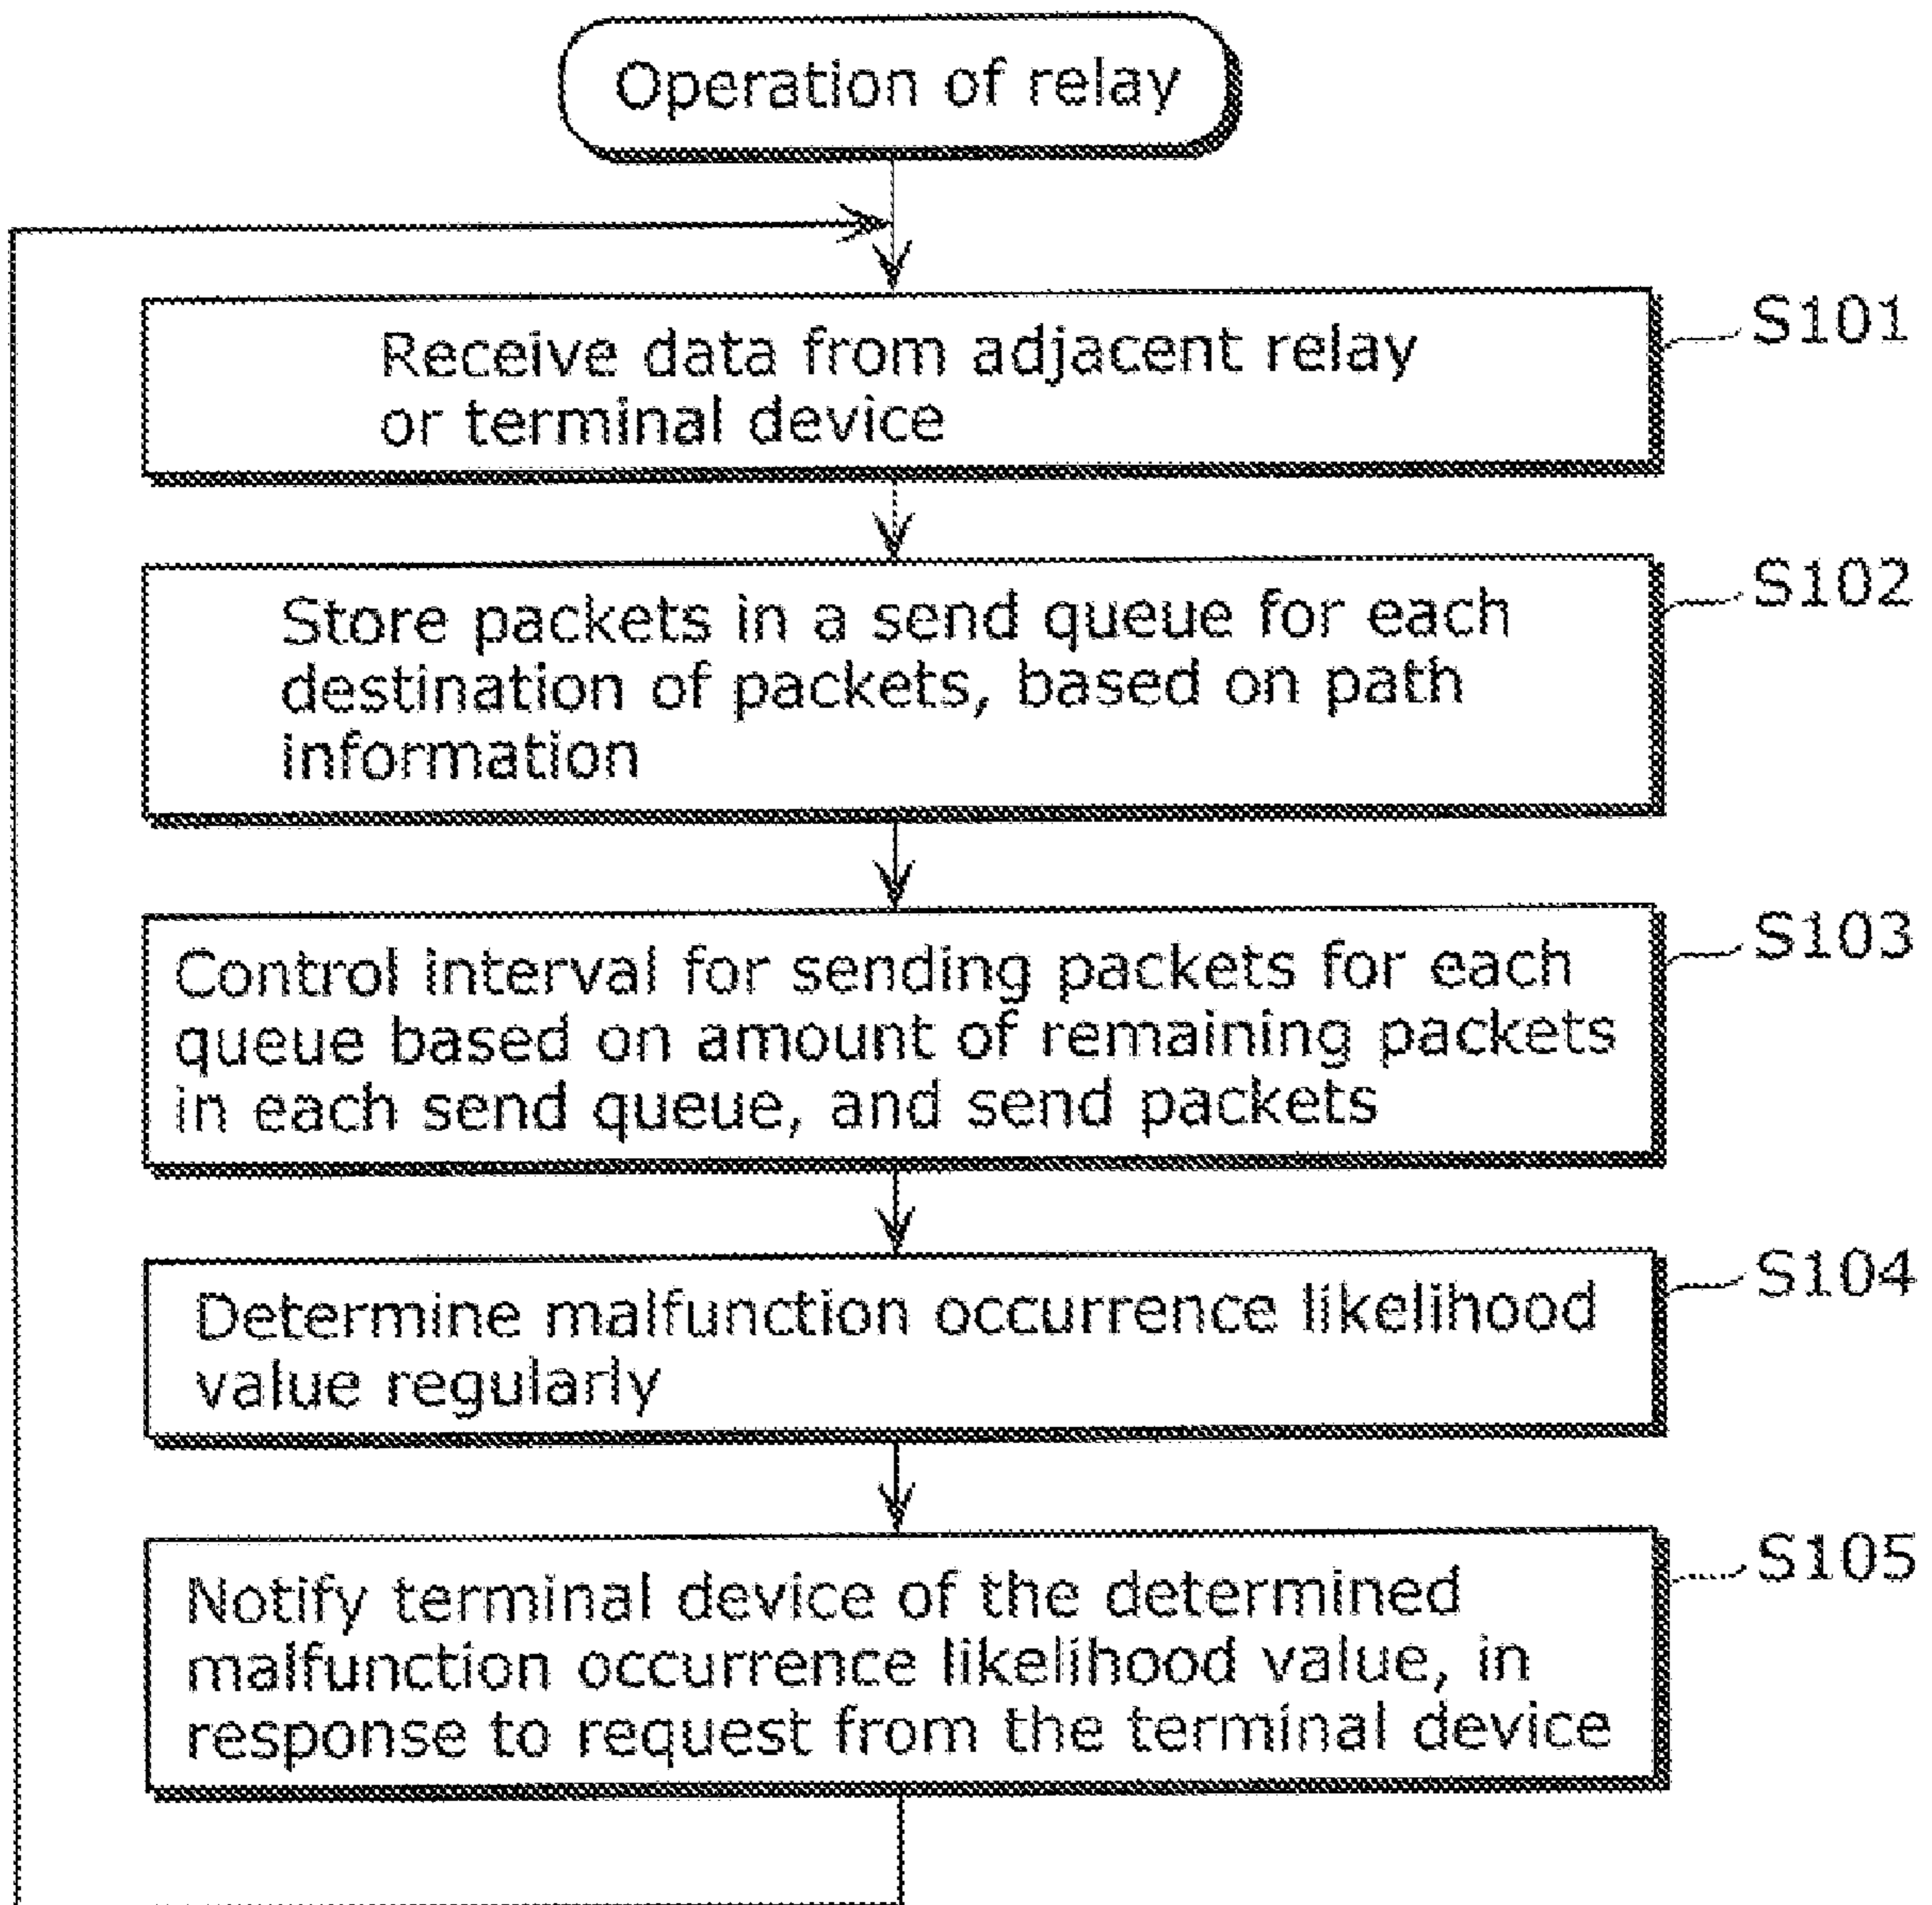 Operation of relay
Receive data from adjacent relay
or terminal device
S101
Store packets in a send queue for each
destination of packets, based on path
information
S102
Control interval for sending packets for each
queue based on amount of remaining packets
in each send queue, and send packets
S103
Determine malfunction occurrence likelihood
value regularly
S104
Notify terminal device of the determined
malfunction occurrence likelihood value, in
response to request from the terminal device
S105